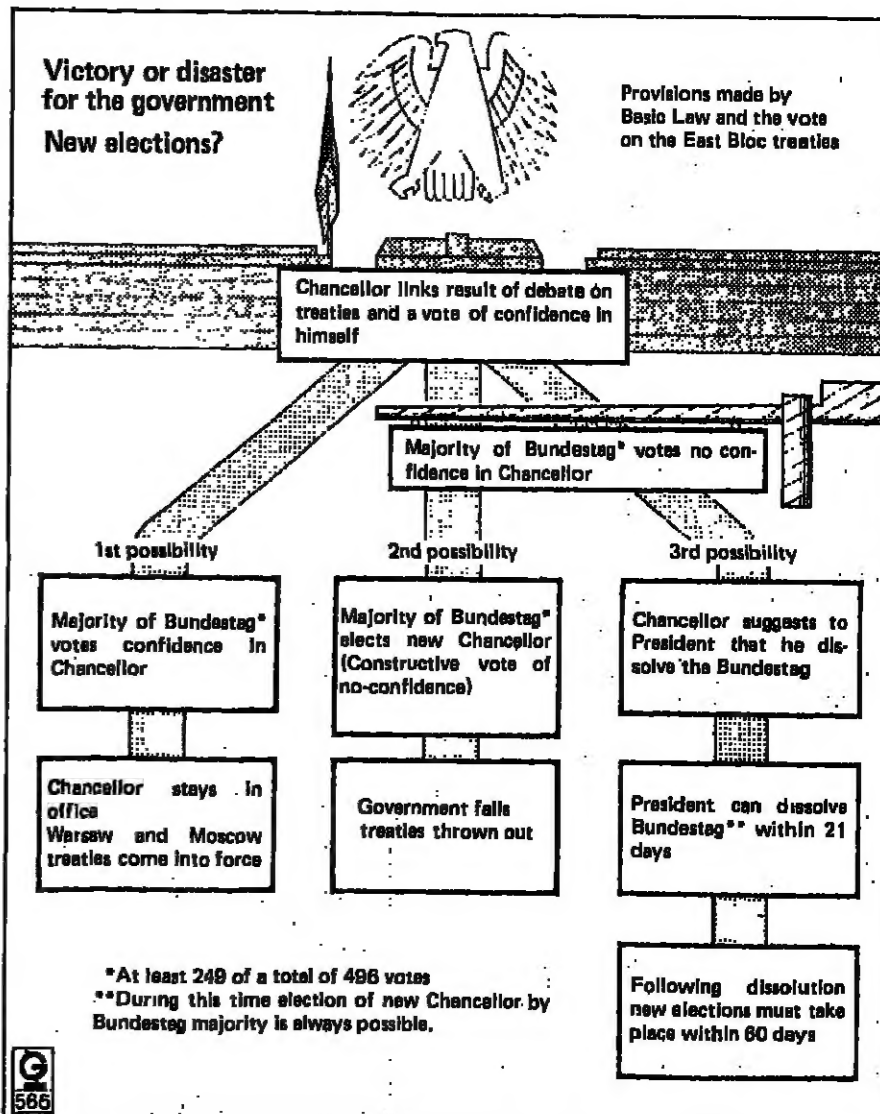 Victory or disaster
for the government
New elections?
Provisions made by
Basic Law and the vote
on the East Bloc treaties
Chancellor links result of debate on
treaties and a vote of confidence in
himself
Majority of Bundestag* votes no con-
fidence in Chancellor
1st possibility
2nd possibility
3rd possibility
Majority of Bundestag*
votes confidence in
Chancellor
Majority of Bundestag*
elects new Chancellor
(Constructive vote of
no-confidence)
Chancellor suggests to
President that he dis-
solve the Bundestag
Chancellor stays in
office
Warsaw and Moscow
treaties come into force
Government falls
treaties thrown out
President can dissolve
Bundestag** within 21
days
Following dissolution
new elections must take
place within 60 days
*At least 249 of a total of 496 votes
**During this time election of new Chancellor by
Bundestag majority is always possible.
G
566